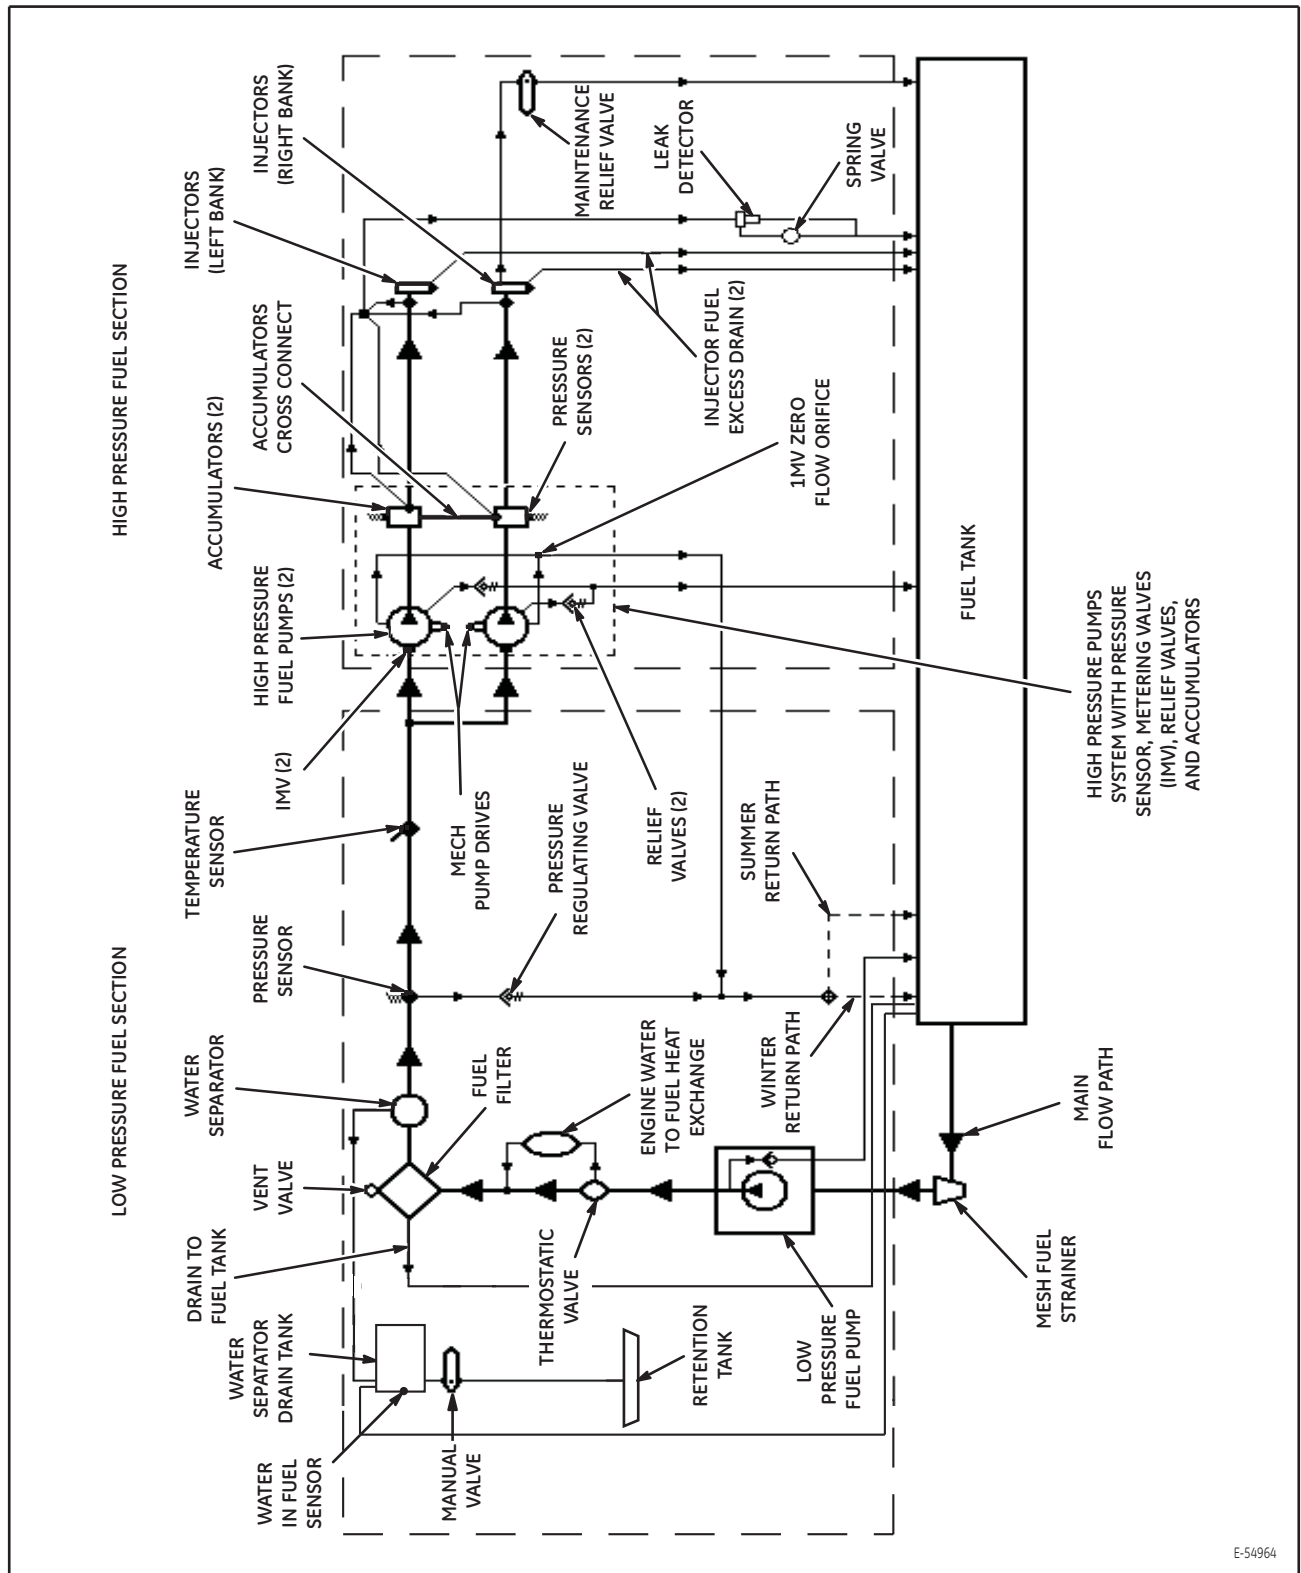 LOW PRESSURE FUEL SECTION
HIGH PRESSURE FUEL SECTION
WATER
IN FUEL
SENSOR
WATER
SEPATATOR
DRAIN TANK
DRAIN TO
FUEL TANK
VENT
VALVE
WATER
SEPARATOR
PRESSURE
SENSOR
TEMPERATURE
SENSOR
IMV (2)
HIGH PRESSURE
FUEL PUMPS (2)
ACCUMULATORS (2)
ACCUMULATORS
CROSS CONNECT
INJECTORS
(LEFT BANK)
INJECTORS
(RIGHT BANK)
MANUAL
VALVE
THERMOSTATIC
VALVE
FUEL
FILTER
MECH
PUMP DRIVES
PRESSURE
REGULATING VALVE
RELIEF
VALVES (2)
PRESSURE
SENSORS (2)
MAINTENANCE
RELIEF VALVE
LEAK
DETECTOR
SPRING
VALVE
INJECTOR FUEL
EXCESS DRAIN (2)
1MV ZERO
FLOW ORIFICE
SUMMER
RETURN PATH
ENGINE WATER
TO FUEL HEAT
EXCHANGE
WINTER
RETURN PATH
RETENTION
TANK
LOW
PRESSURE
FUEL PUMP
FUEL TANK
MESH FUEL
STRAINER
MAIN
FLOW PATH
HIGH PRESSURE PUMPS
SYSTEM WITH PRESSURE
SENSOR, METERING VALVES
(IMV), RELIEF VALVES,
AND ACCUMULATORS
E-54964